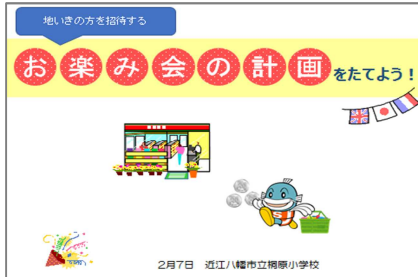 地いきの方を招待する
お楽み会の計画をたてよう！
2月7日 近江八幡市立桐原小学校